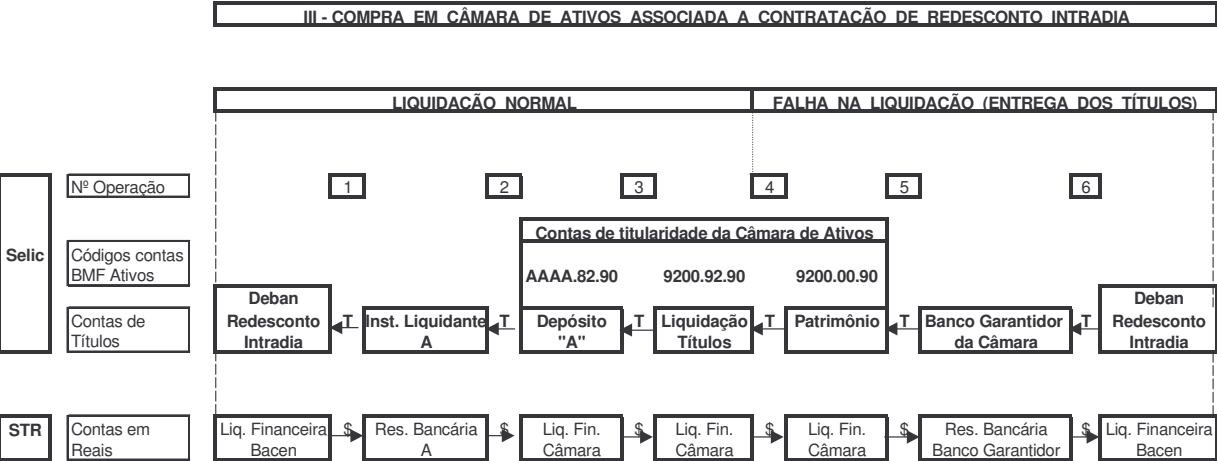 III - COMPRA EM CÂMARA DE ATIVOS ASSOCIADA A CONTRATAÇÃO DE REDESCONTO INTRADIA
LIQUIDAÇÃO NORMAL
FALHA NA LIQUIDAÇÃO (ENTREGA DOS TÍTULOS)
Selic
Nº Operação
1
2
3
4
5
6
Contas de titularidade da Câmara de Ativos
Códigos contas
BMF Ativos
AAAA.82.90
9200.92.90
9200.00.90
Contas de
Títulos
Deban
Redesconto
Intradia
T
Inst. Liquidante
A
T
Depósito
"A"
T
Liquidação
Títulos
T
Patrimônio
T
Banco Garantidor
da Câmara
T
Deban
Redesconto
Intradia
STR
Contas em
Reais
Liq. Financeira
Bacen
$
Res. Bancária
A
$
Liq. Fin.
Câmara
$
Liq. Fin.
Câmara
$
Liq. Fin.
Câmara
$
Res. Bancária
Banco Garantidor
$
Liq. Financeira
Bacen